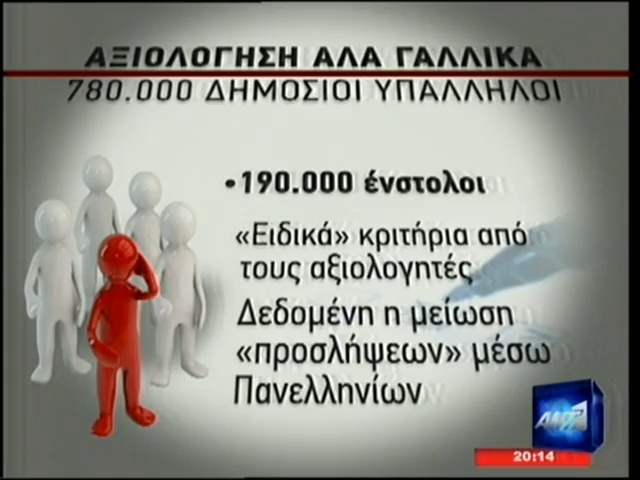 ΑΞΙΟΛΟΓΗΣΗ ΑΛΑ ΓΑΛΛΙΚΑ
780.000 ΔΗΜΟΣΙΟΙ ΥΠΑΛΛΗΛΟΙ
•190.000 ένστολοι
«Ειδικά» κριτήρια από
τους αξιολογητές
Δεδομένη η μείωση
«προσλήψεων» μέσω
Πανελληνίων
ΑΝΤ1
20:14